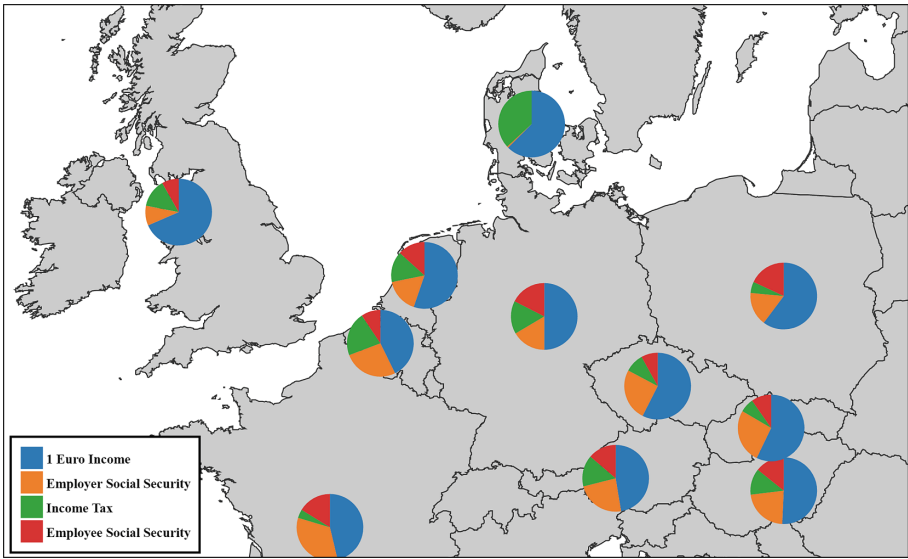 1 Euro Income
Employer Social Security
Income Tax
Employee Social Security